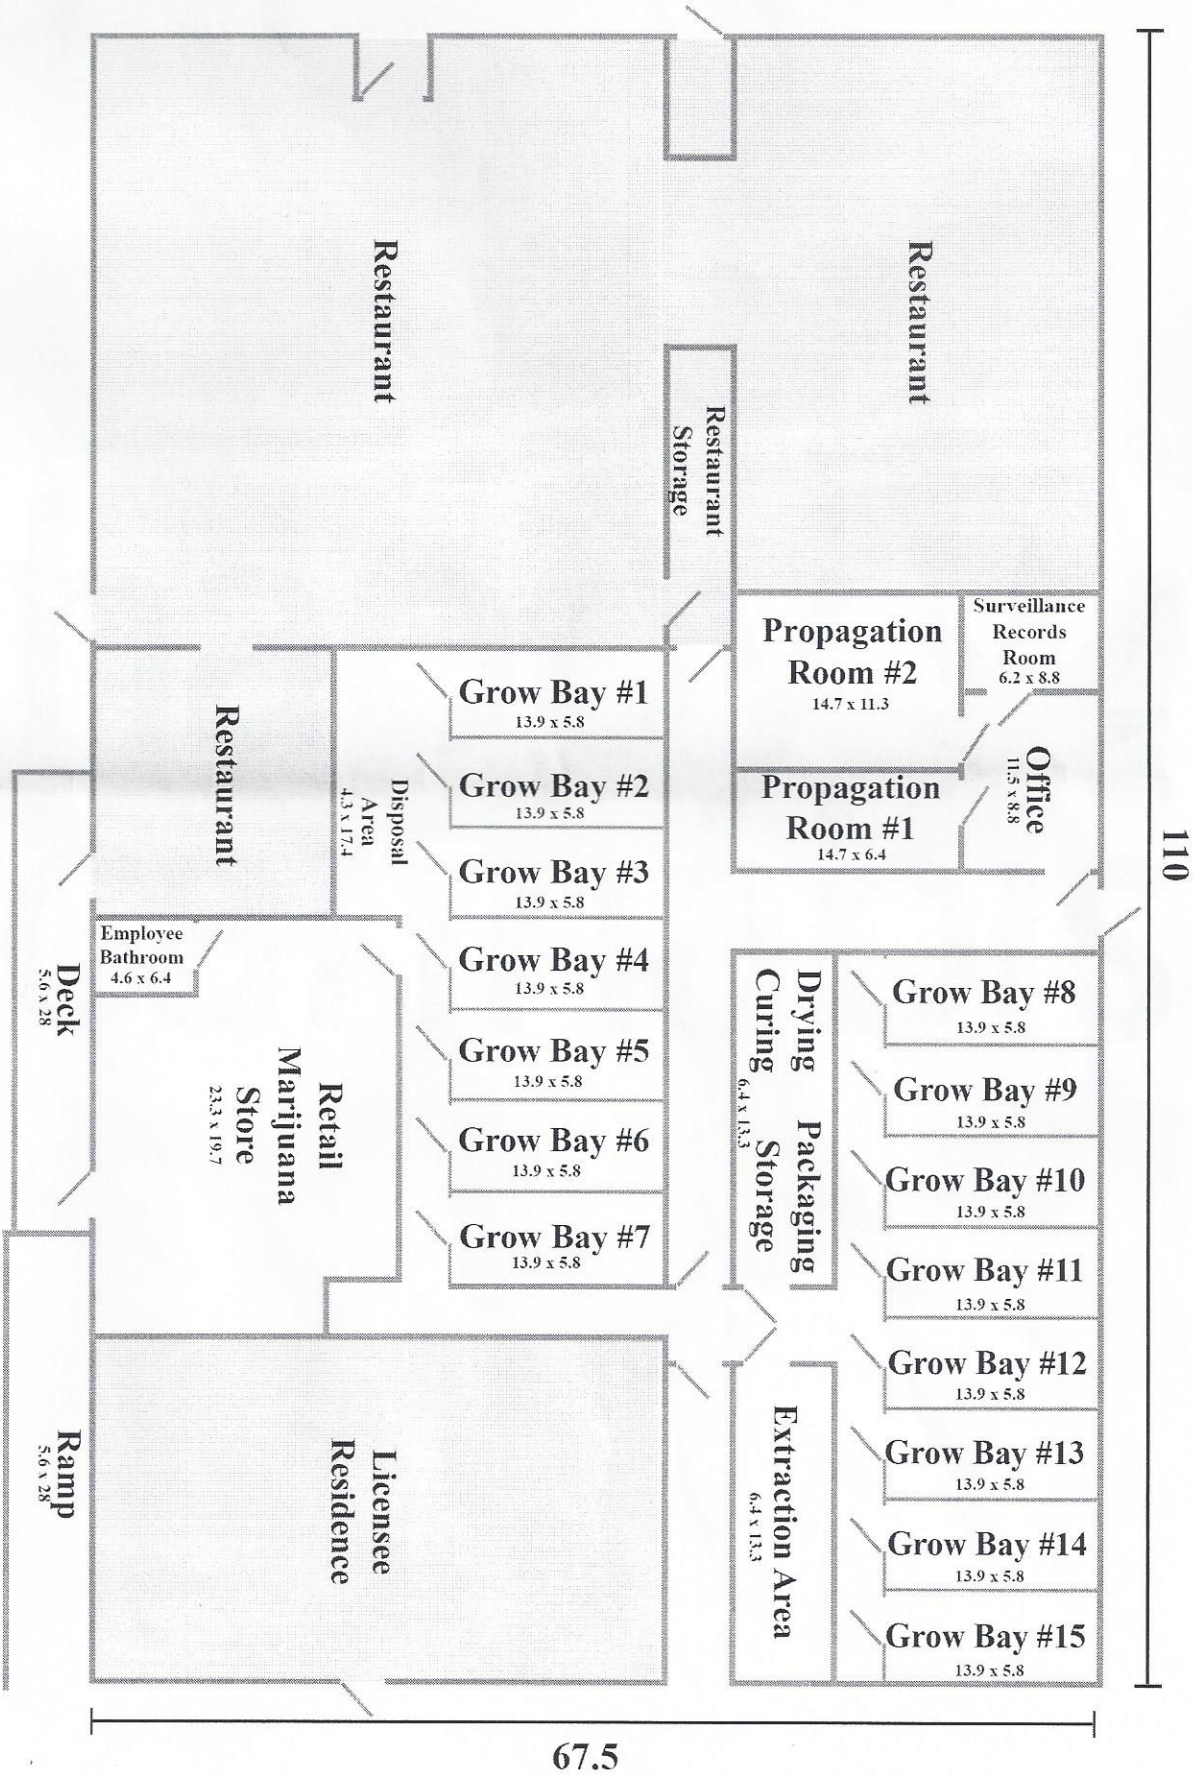 Restaurant
Restaurant
Restaurant
Storage
Propagation
Room #2
14.7 x 11.3
Surveillance
Records
Room
6.2 x 8.8
Office
11.5 x 8.8
Propagation
Room #1
14.7 x 6.4
Grow Bay #1
13.9 x 5.8
Grow Bay #2
13.9 x 5.8
Grow Bay #3
13.9 x 5.8
Grow Bay #4
13.9 x 5.8
Grow Bay #5
13.9 x 5.8
Grow Bay #6
13.9 x 5.8
Grow Bay #7
13.9 x 5.8
Restaurant
Disposal
Area
4.3 x 17.4
Employee
Bathroom
4.6 x 6.4
Deck
5.6 x 28
Retail
Marijuana
Store
23.3 x 19.7
Drying Packaging
Curing Storage
6.4 x 13.3
Grow Bay #8
13.9 x 5.8
Grow Bay #9
13.9 x 5.8
Grow Bay #10
13.9 x 5.8
Grow Bay #11
13.9 x 5.8
Grow Bay #12
13.9 x 5.8
Grow Bay #13
13.9 x 5.8
Grow Bay #14
13.9 x 5.8
Grow Bay #15
13.9 x 5.8
Extraction Area
6.4 x 13.3
Licensee
Residence
Ramp
5.6 x 28
110
67.5